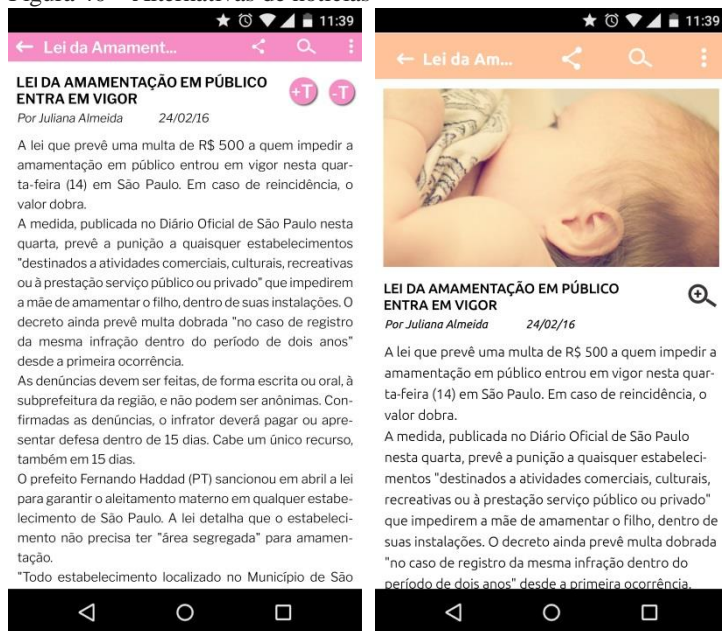 11:39
Lei da Amament...
LEI DA AMAMENTAÇÃO EM PÚBLICO
ENTRA EM VIGOR
+T -T
Por Juliana Almeida 24/02/16
A lei que prevê uma multa de R$ 500 a quem impedir a
amamentação em público entrou em vigor nesta quar-
ta-feira (14) em São Paulo. Em caso de reincidência, o
valor dobra.
A medida, publicada no Diário Oficial de São Paulo nesta
quarta, prevê a punição a quaisquer estabelecimentos
"destinados a atividades comerciais, culturais, recreativas
ou à prestação serviço público ou privado" que impedirem
a mãe de amamentar o filho, dentro de suas instalações. O
decreto ainda prevê multa dobrada "no caso de registro
da mesma infração dentro do período de dois anos"
desde a primeira ocorrência.
As denúncias devem ser feitas, de forma escrita ou oral, à
subprefeitura da região, e não podem ser anônimas. Con-
firmadas as denúncias, o infrator deverá pagar ou apre-
sentar defesa dentro de 15 dias. Cabe um único recurso,
também em 15 dias.
O prefeito Fernando Haddad (PT) sancionou em abril a lei
para garantir o aleitamento materno em qualquer estabe-
lecimento de São Paulo. A lei detalha que o estabeleci-
mento não precisa ter "área segregada" para amamen-
tação.
"Todo estabelecimento localizado no Município de São
11:39
Lei da Am...
LEI DA AMAMENTAÇÃO EM PÚBLICO
ENTRA EM VIGOR
Por Juliana Almeida 24/02/16
A lei que prevê uma multa de R$ 500 a quem impedir a
amamentação em público entrou em vigor nesta quar-
ta-feira (14) em São Paulo. Em caso de reincidência, o
valor dobra.
A medida, publicada no Diário Oficial de São Paulo
nesta quarta, prevê a punição a quaisquer estabeleci-
mentos "destinados a atividades comerciais, culturais,
recreativas ou à prestação serviço público ou privado"
que impedirem a mãe de amamentar o filho, dentro de
suas instalações. O decreto ainda prevê multa dobrada
"no caso de registro da mesma infração dentro do
período de dois anos" desde a primeira ocorrência.